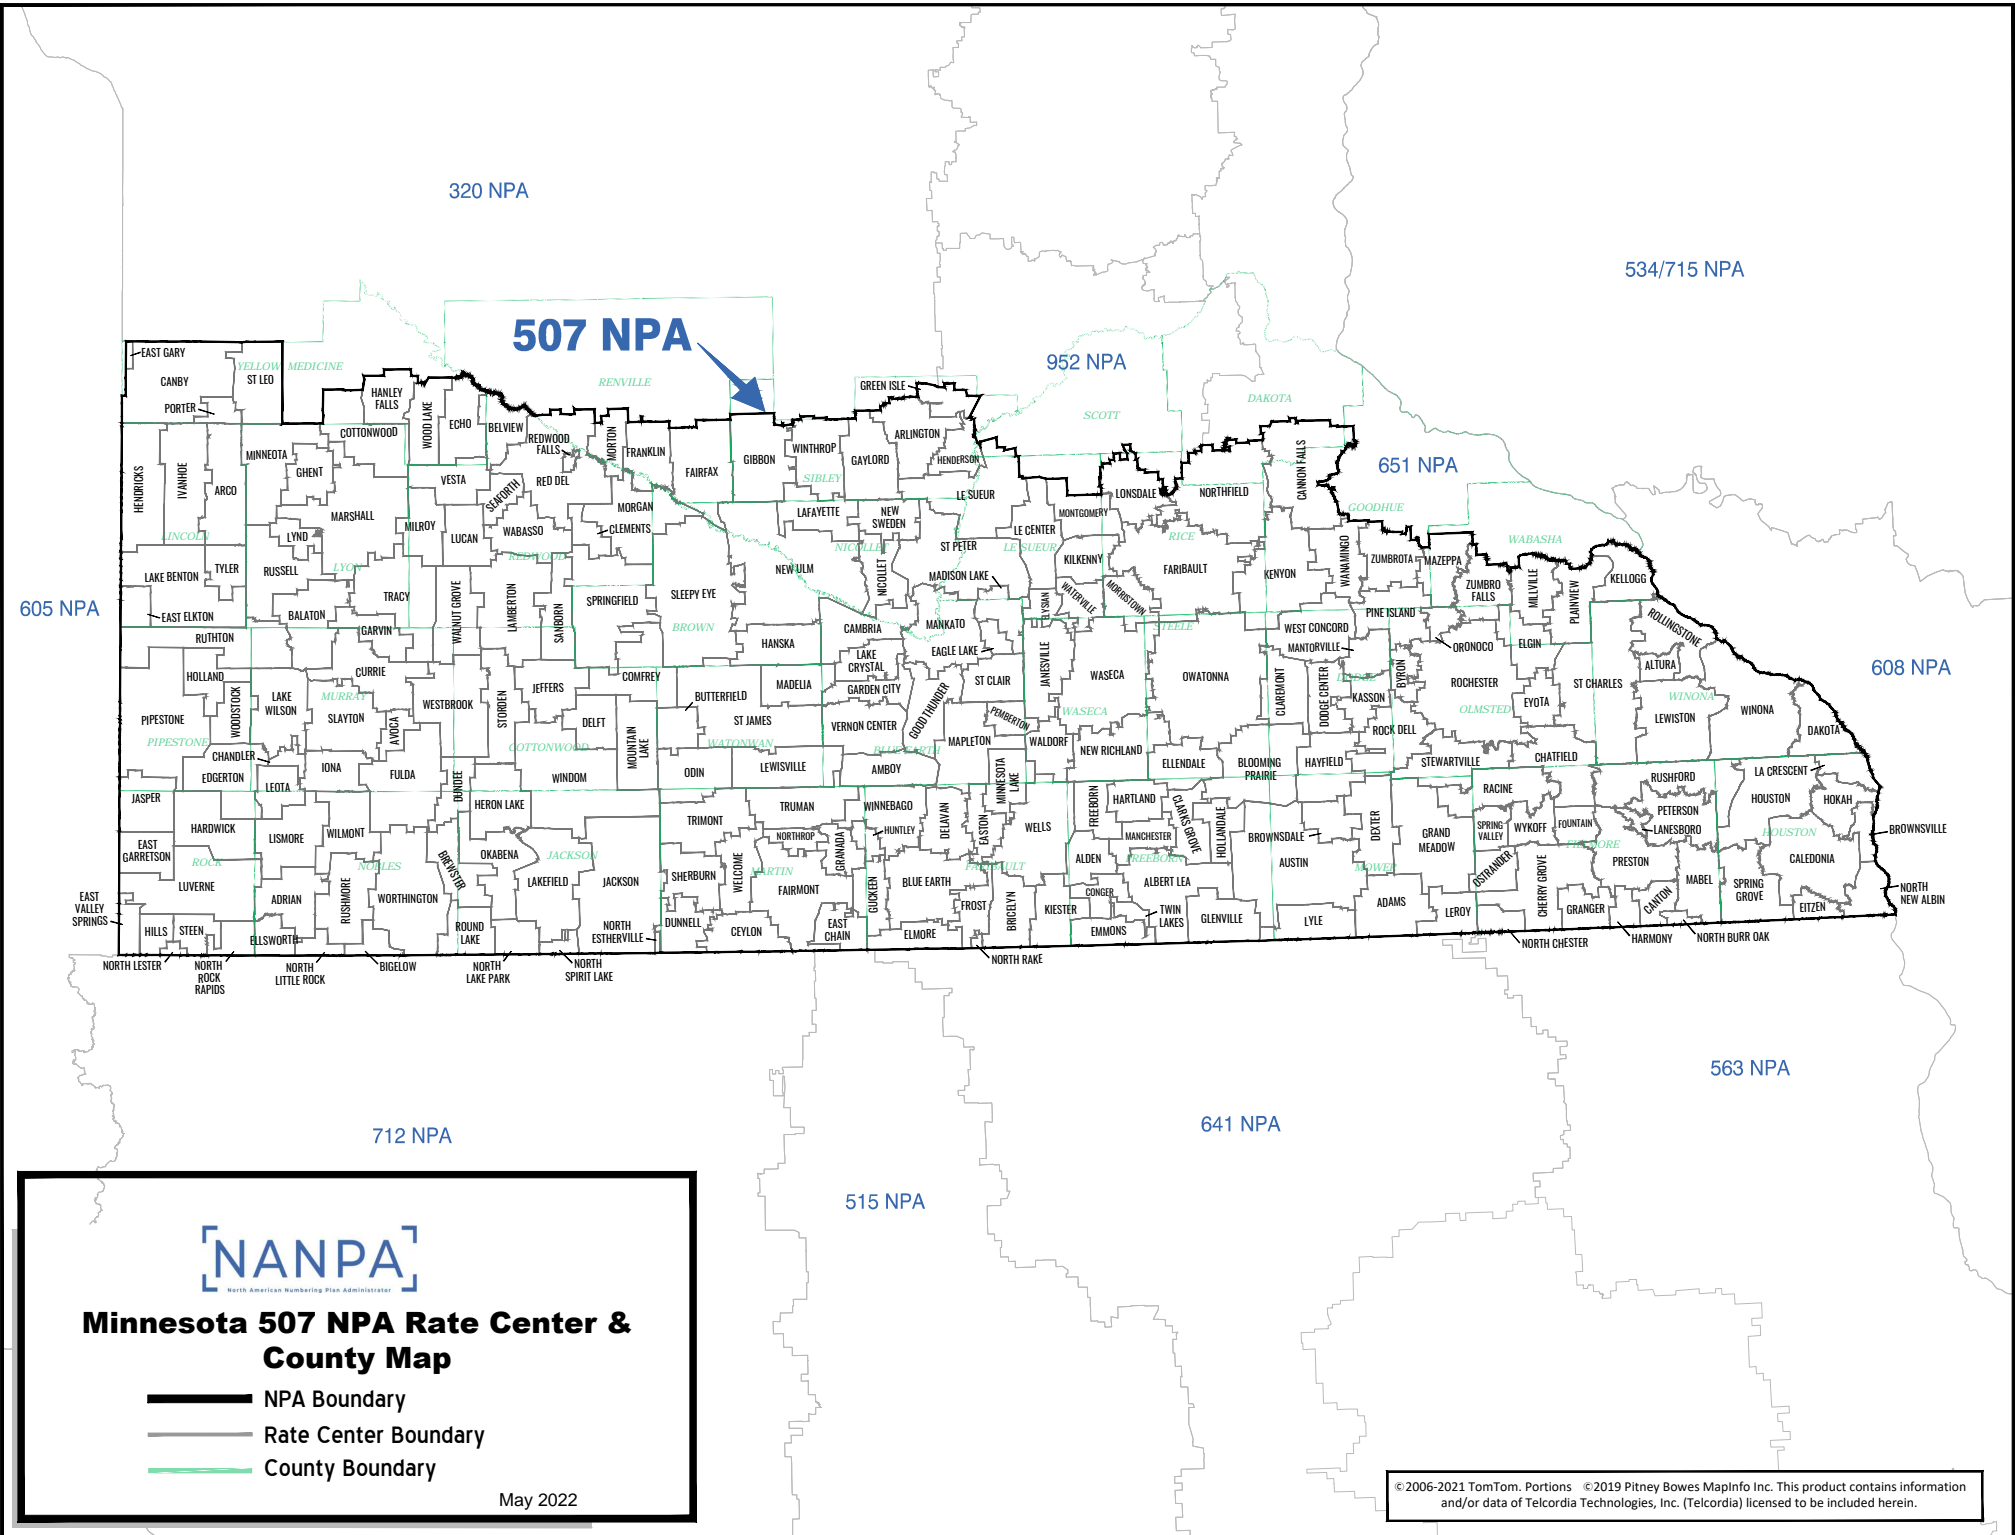 320 NPA
534/715 NPA
507 NPA
952 NPA
651 NPA
605 NPA
608 NPA
712 NPA
515 NPA
641 NPA
563 NPA
EAST GARY
CANBY
ST LEO
PORTER
YELLOW MEDICINE
HANLEY
FALLS
WOOD LAKE
ECHO
RENVILLE
GREEN ISLE
SCOTT
DAKOTA
COTTONWOOD
BELVIEW
REDWOOD
FALLS
MORTON
FRANKLIN
FAIRFAX
GIBBON
WINTHROP
GAYLORD
ARLINGTON
HENDERSON
SIBLEY
HENDRICKS
IVANHOE
ARCO
MINNEOTA
GHENT
VESTA
SEAFORTH
RED DEL
MORGAN
LAFAYETTE
NEW
SWEDEN
LE SUEUR
LONSDALE
NORTHFIELD
CANNON FALLS
GOODHUE
LINCOLN
MARSHALL
LYND
MILROY
LUCAN
WABASSO
CLEMENTS
REDWOOD
NICOLLET
ST PETER
LE CENTER
MONTGOMERY
LE SUEUR
RICE
WABASHA
LAKE BENTON
TYLER
RUSSELL
LYON
TRACY
NEW ULM
NICOLLET
MADISON LAKE
KILKENNY
FARIBAULT
KENYON
WANAMINGO
ZUMBROTA
MAZEPPA
ZUMBRO
FALLS
MILLVILLE
PLAINVIEW
KELLOGG
EAST ELKTON
RUTHTON
BALATON
GARVIN
WALNUT GROVE
LAMBERTON
SANBORN
SPRINGFIELD
SLEEPY EYE
BROWN
HANSKA
CAMBRIA
MANKATO
ELYSIAN
WATERVILLE
MORRISTOWN
STEELE
WEST CONCORD
PINE ISLAND
MANTORVILLE
ORONOCO
ELGIN
ROLLINGSTONE
ALTURA
HOLLAND
WOODSTOCK
PIPESTONE
PIPESTONE
LAKE
WILSON
CURRIE
MURRAY
SLAYTON
AVOCA
WESTBROOK
STORDEN
JEFFERS
DELFT
COMFREY
COTTONWOOD
MOUNTAIN
LAKE
BUTTERFIELD
MADELIA
ST JAMES
WATONWAN
LAKE
CRYSTAL
EAGLE LAKE
GARDEN CITY
ST CLAIR
GOOD THUNDER
VERNON CENTER
PEMBERTON
MAPLETON
BLUE EARTH
JANESVILLE
WASECA
WASECA
OWATONNA
CLAREMONT
DODGE CENTER
DODGE
KASSON
BYRON
ROCHESTER
OLMSTED
EYOTA
ST CHARLES
WINONA
LEWISTON
WINONA
DAKOTA
CHANDLER
EDGERTON
LEOTA
IONA
FULDA
DUNDEE
WINDOM
ODIN
LEWISVILLE
AMBOY
MINNESOTA
LAKE
WALDORF
NEW RICHLAND
ELLENDALE
BLOOMING
PRAIRIE
HAYFIELD
ROCK DELL
STEWARTVILLE
CHATFIELD
JASPER
HARDWICK
EAST
GARRETSON
ROCK
LUVERNE
LISMORE
WILMONT
NOBLES
ADRIAN
RUSHMORE
WORTHINGTON
BREWSTER
HERON LAKE
OKABENA
JACKSON
LAKEFIELD
JACKSON
TRIMONT
TRUMAN
NORTHROP
GRANADA
WELCOME
SHERBURN
MARTIN
FAIRMONT
WINNEBAGO
HUNTLEY
DELAVAN
EASTON
WELLS
GUCKEEN
BLUE EARTH
FARIBAULT
FROST
BRICELYN
KIESTER
FREEBORN
HARTLAND
MANCHESTER
CLARKS GROVE
HOLLANDALE
ALDEN
FREEBORN
CONGER
ALBERT LEA
EMMONS
TWIN
LAKES
GLENVILLE
BROWNSDALE
AUSTIN
DEXTER
MOWER
LYLE
ADAMS
GRAND
MEADOW
LEROY
RACINE
SPRING
VALLEY
WYKOFF
FOUNTAIN
OSTRANDER
CHERRY GROVE
FILLMORE
PRESTON
GRANGER
CANTON
RUSHFORD
PETERSON
LANESBORO
MABEL
LA CRESCENT
HOUSTON
HOKAH
HOUSTON
CALEDONIA
SPRING
GROVE
EITZEN
BROWNSVILLE
NORTH
NEW ALBIN
EAST
VALLEY
SPRINGS
HILLS
STEEN
ELLSWORTH
ROUND
LAKE
NORTH
ESTHERVILLE
DUNNELL
CEYLON
EAST
CHAIN
ELMORE
NORTH LESTER
NORTH
ROCK
RAPIDS
NORTH
LITTLE ROCK
BIGELOW
NORTH
LAKE PARK
NORTH
SPIRIT LAKE
NORTH RAKE
NORTH CHESTER
HARMONY
NORTH BURR OAK
NANPA
North American Numbering Plan Administrator
Minnesota 507 NPA Rate Center &
County Map
NPA Boundary
Rate Center Boundary
County Boundary
May 2022
©2006-2021 TomTom. Portions ©2019 Pitney Bowes MapInfo Inc. This product contains information
and/or data of Telcordia Technologies, Inc. (Telcordia) licensed to be included herein.